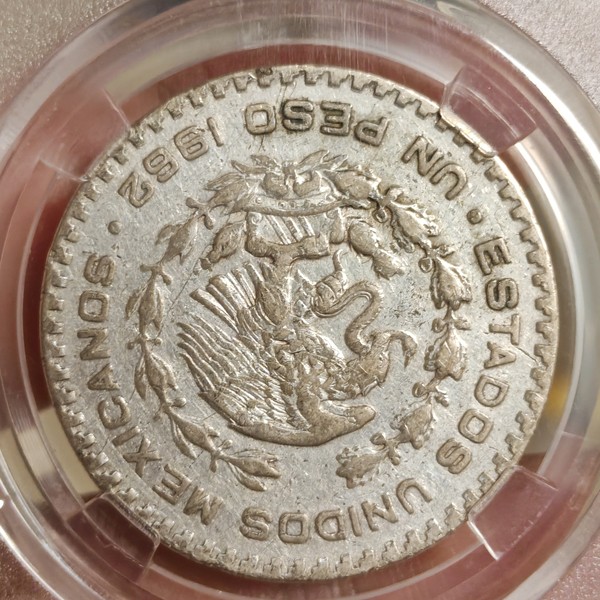 ESTADOS UNIDOS MEXICANOS
· UN PESO 1962 ·